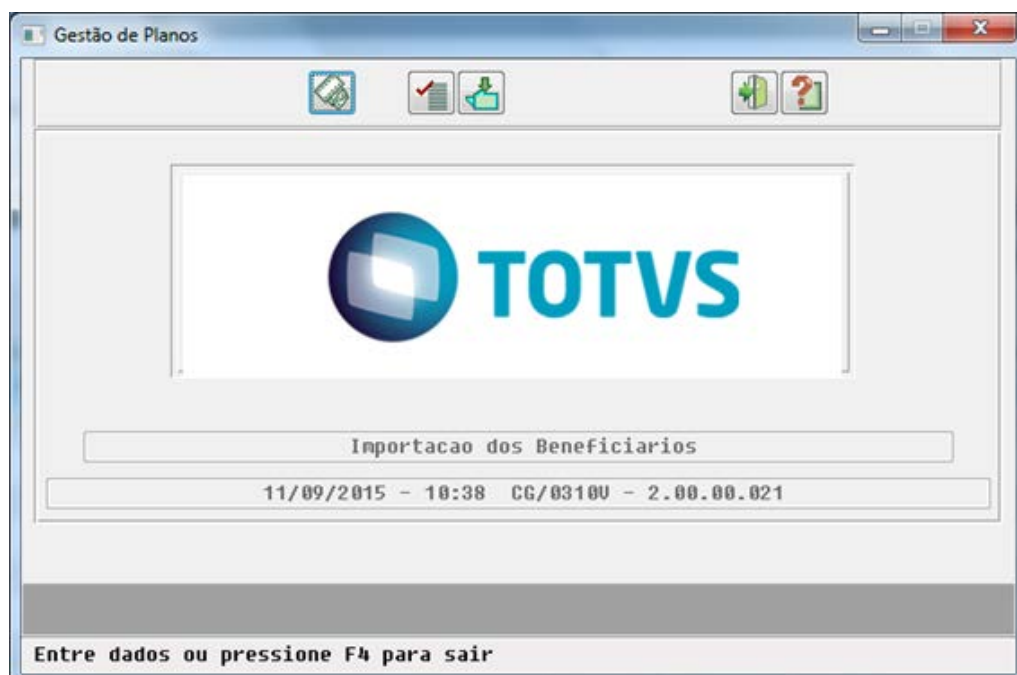 Gestão de Planos
TOTVS
Importacao dos Beneficiarios
11/09/2015 - 10:38 CG/0310V - 2.00.00.021
Entre dados ou pressione F4 para sair